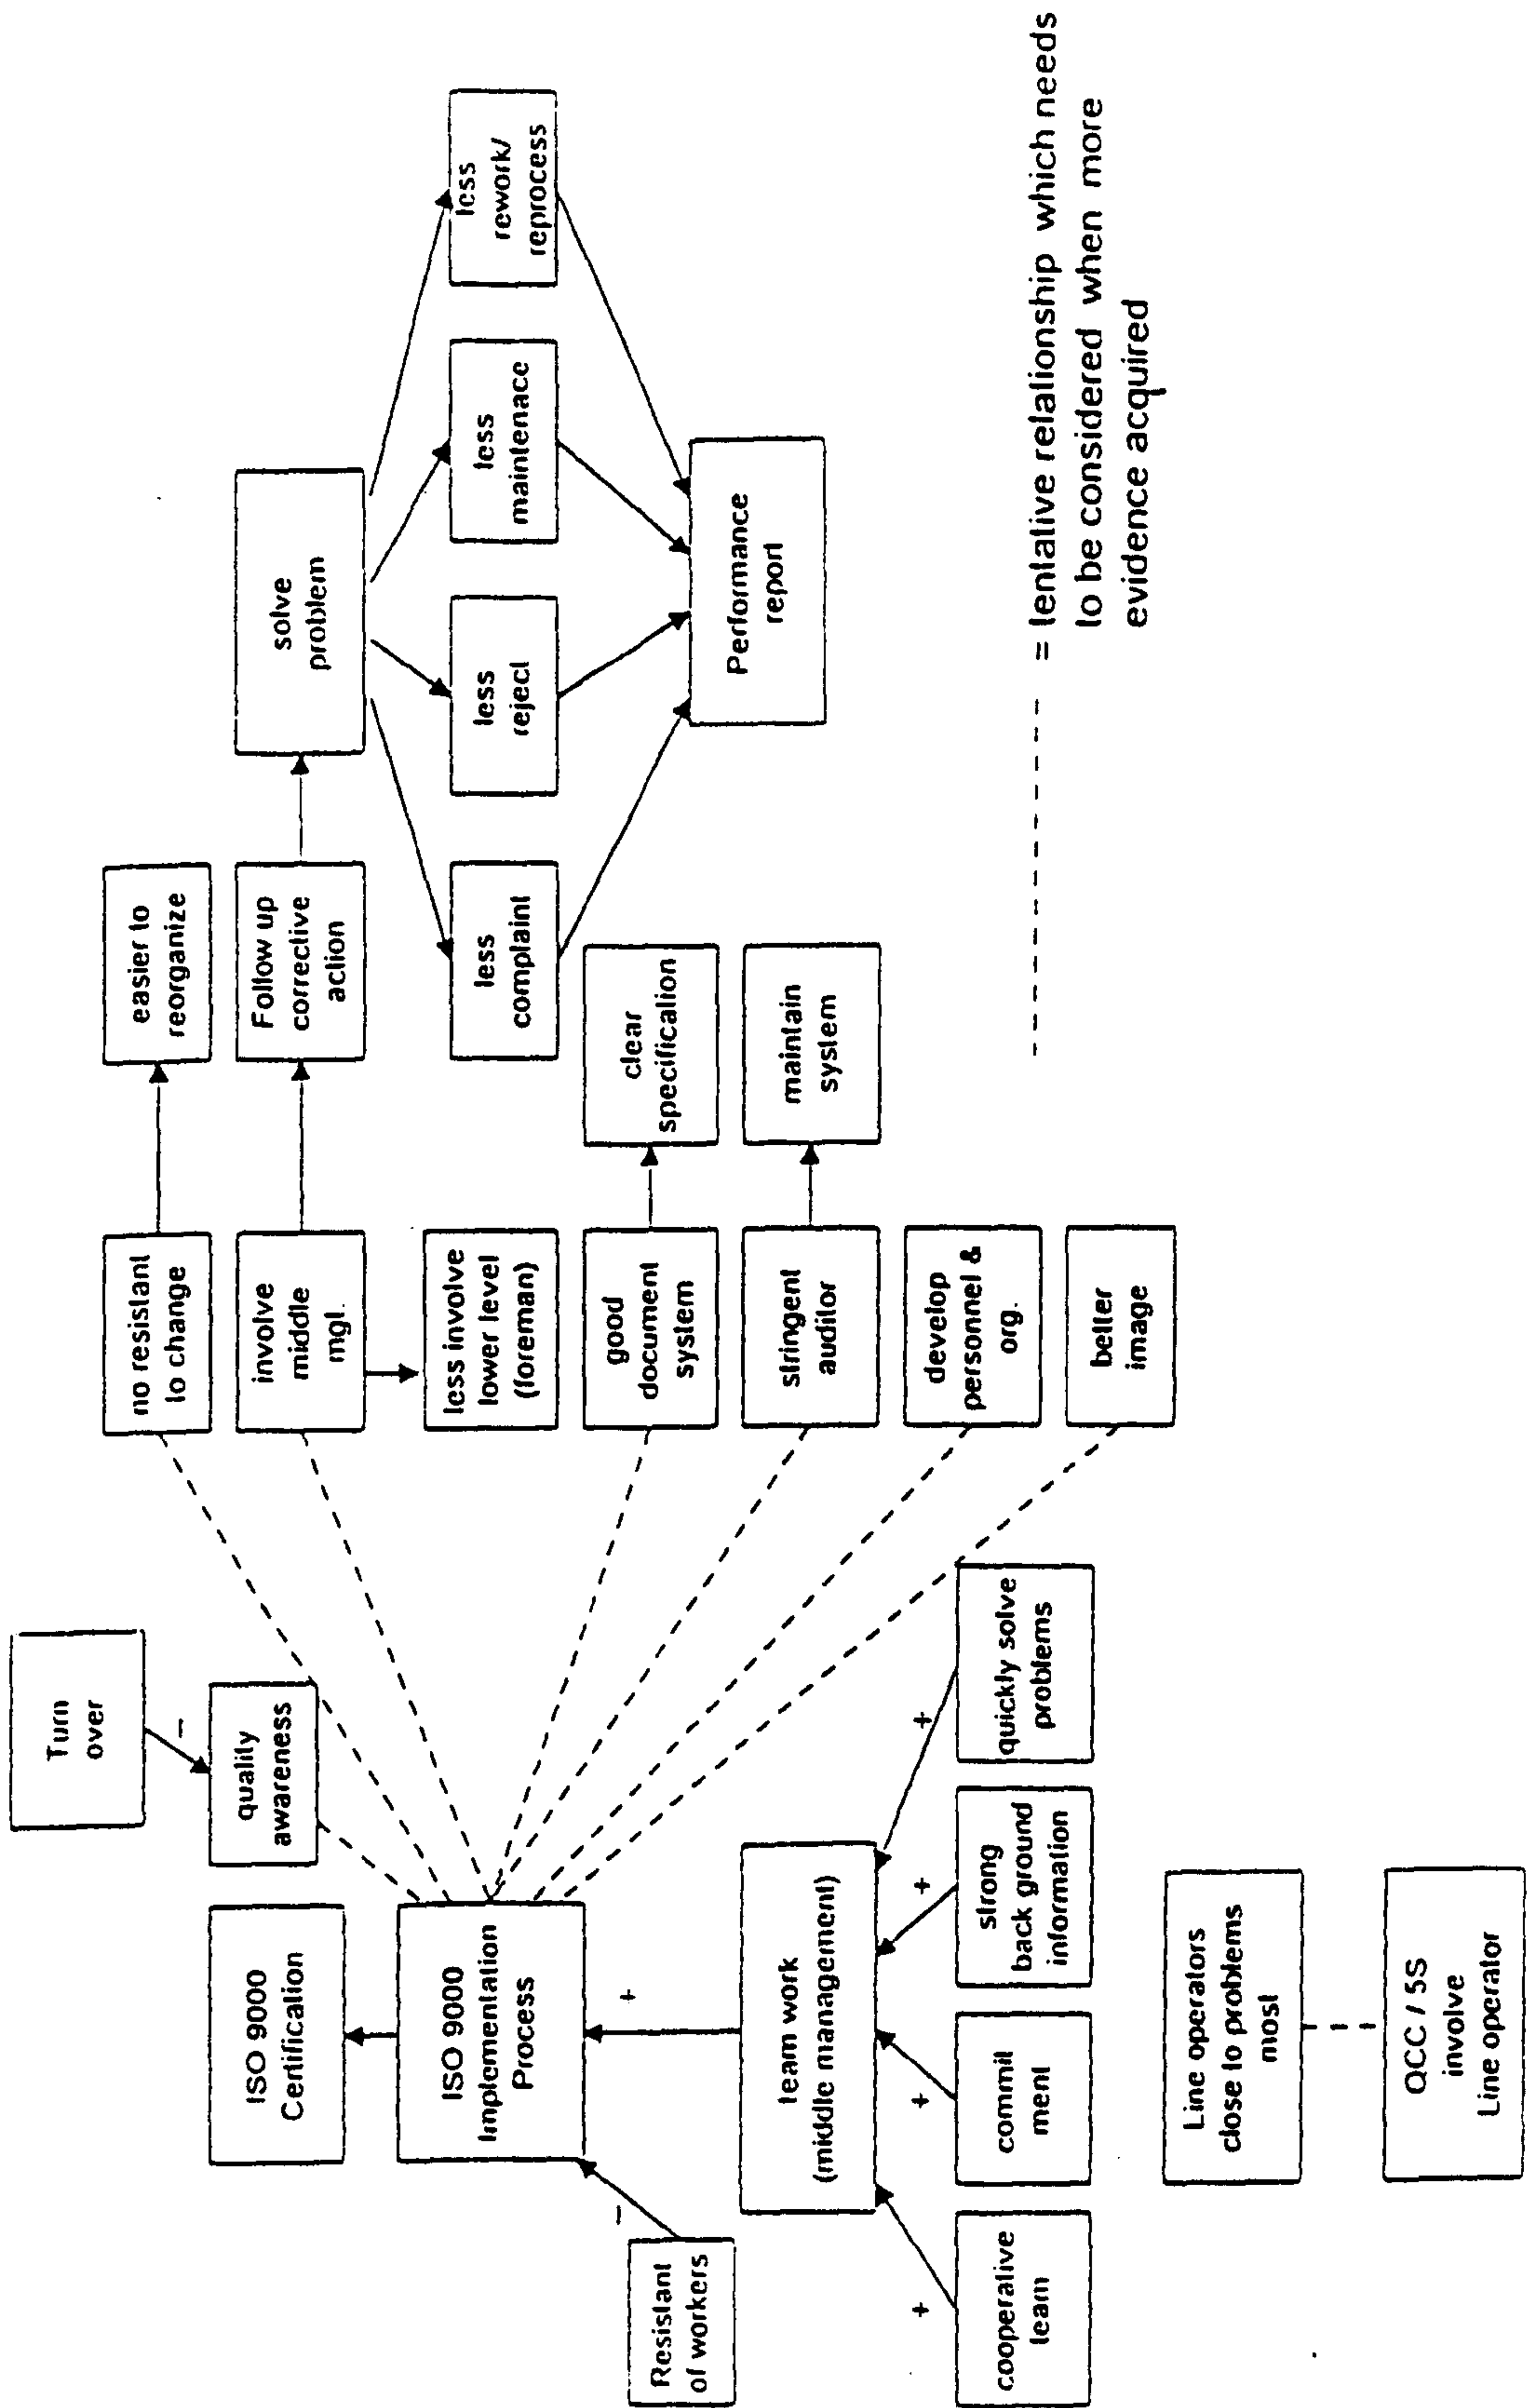 Turn
over
quality
awareness
ISO 9000
Certification
ISO 9000
Implementation
Process
Resistant
of workers
team work
(middle management)
cooperative
team
commit
ment
strong
back ground
information
quickly solve
problems
Line operators
close to problems
most
QCC / 5S
involve
Line operator
no resistant
to change
easier to
reorganize
involve
middle
mgt.
Follow up
corrective
action
solve
problem
less involve
lower level
(foreman)
less
complaint
less
reject
less
maintenace
less
rework/
reprocess
Performance
report
good
document
system
clear
specification
stringent
auditor
maintain
system
develop
personnel &
org.
better
image
−
−
+
+
+
+
+
= tentative relationship which needs
to be considered when more
evidence acquired